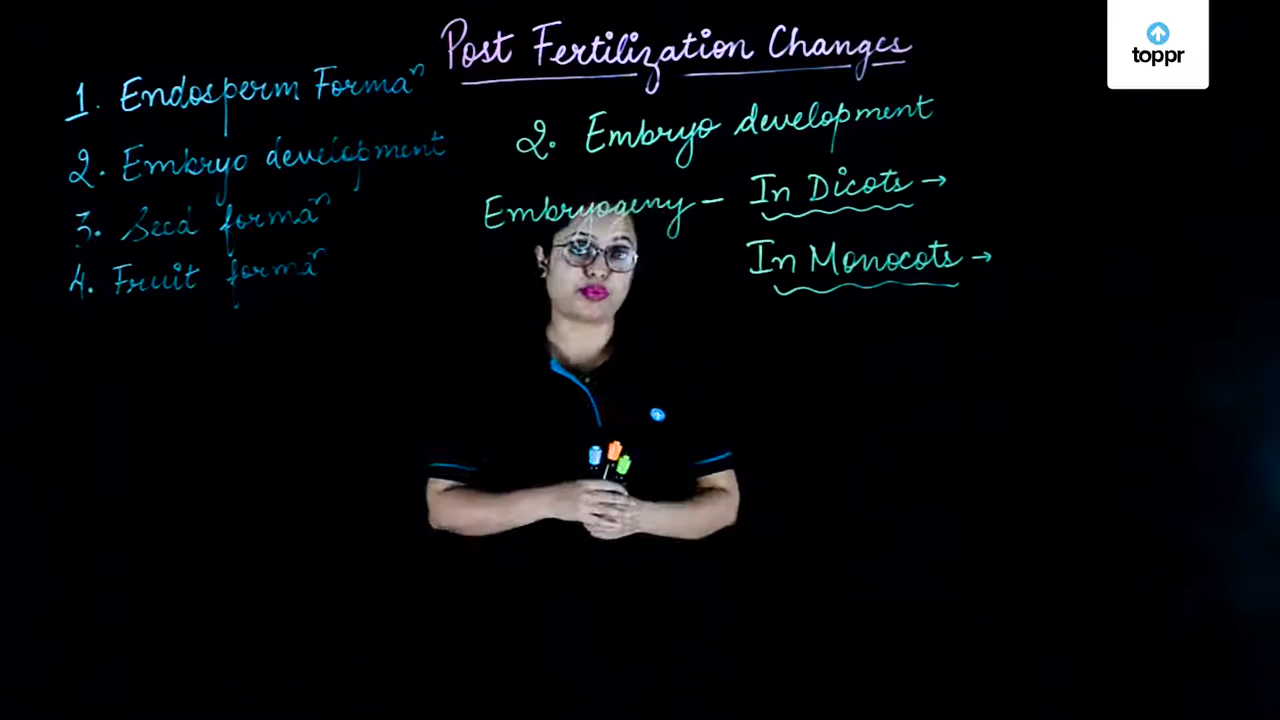 Post Fertilization Changes
toppr
1. Endosperm Formaⁿ
2. Embryo development
3. Seed formaⁿ
4. Fruit formaⁿ
2. Embryo development
Embryogeny – In Dicots →
In Monocots →